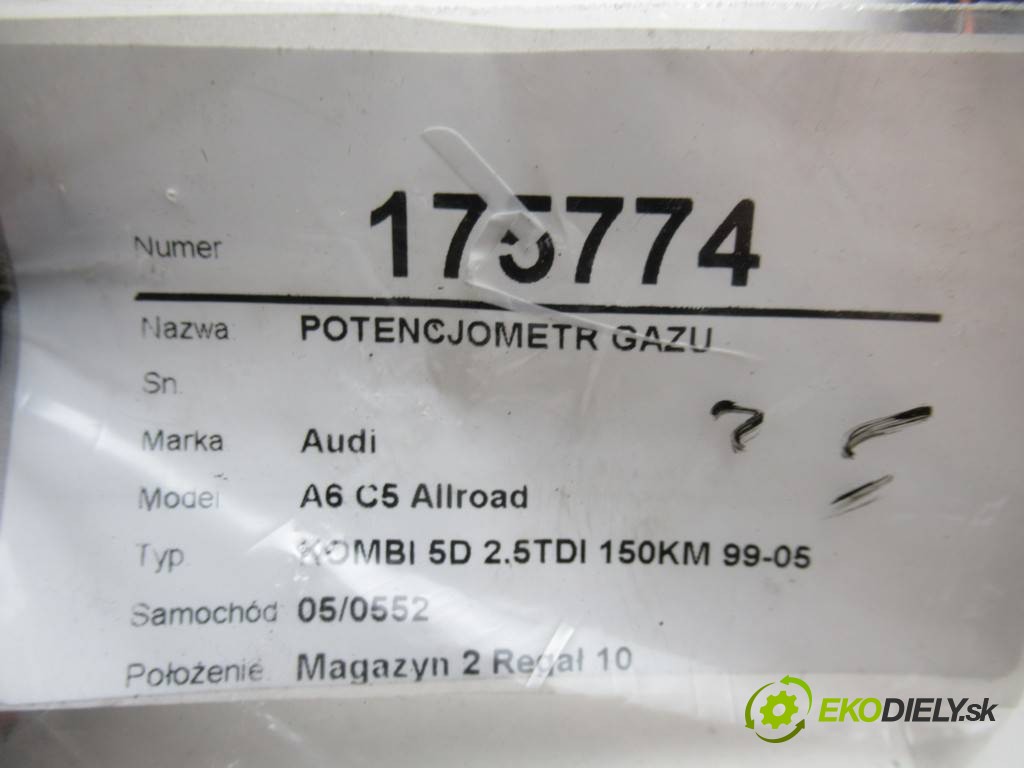 Numer 175774
Nazwa POTENCJOMETR GAZU
Sn.
Marka Audi
Model A6 C5 Allroad
Typ KOMBI 5D 2.5TDI 150KM 99-05
Samochód 05/0552
Położenie Magazyn 2 Regał 10
EKODIELY.sk